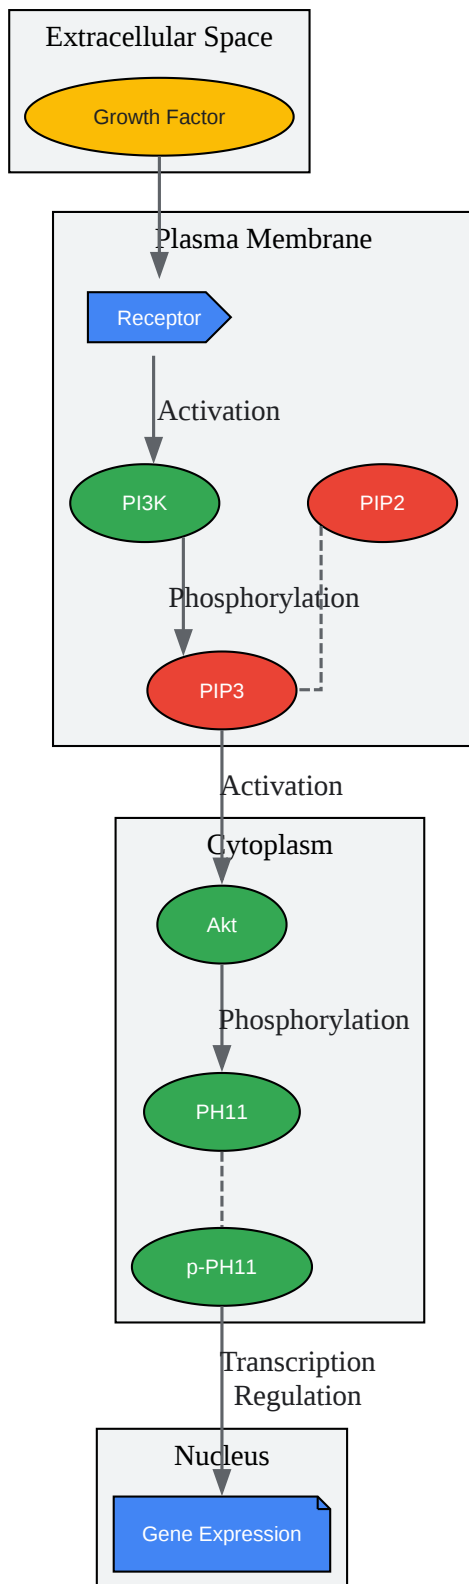 Extracellular Space
Growth Factor
Plasma Membrane
Receptor
Activation
PI3K
PIP2
Phosphorylation
PIP3
Activation
Cytoplasm
Akt
Phosphorylation
PH11
p-PH11
Transcription
Regulation
Nucleus
Gene Expression